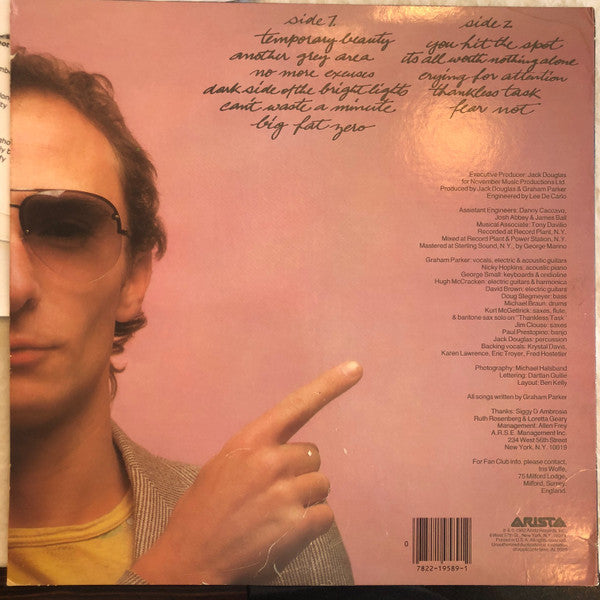 side 1.
temporary beauty
another grey area
no more excuses
dark side of the bright lights
can't waste a minute
big fat zero
side 2.
you hit the spot
it's all worth nothing alone
crying for attention
thankless task
fear not
Executive Producer: Jack Douglas
for November Music Productions Ltd.
Produced by Jack Douglas & Graham Parker
Engineered by Lee De Carlo
Assistant Engineers: Danny Caccavo,
Josh Abbey & James Ball
Musical Associate: Tony Davilio
Recorded at Record Plant, N.Y.
Mixed at Record Plant & Power Station, N.Y.
Mastered at Sterling Sound, N.Y., by George Marino
Graham Parker: vocals, electric & acoustic guitars
Nicky Hopkins: acoustic piano
George Small: keyboards & ondioline
Hugh McCracken: electric guitars & harmonica
David Brown: electric guitars
Doug Stegmeyer: bass
Michael Braun: drums
Kurt McGettrick: saxes, flute,
& baritone sax solo on "Thankless Task"
Jim Clouse: saxes
Paul Prestopino: banjo
Jack Douglas: percussion
Backing vocals: Krystal Davis,
Karen Lawrence, Eric Troyer, Fred Hostetler
Photography: Michael Halsband
Lettering: Darilan Guille
Layout: Ben Kelly
All songs written by Graham Parker
Thanks: Siggy D Ambrosia
Ruth Rosenberg & Loretta Geary
Management: Allen Frey
A.R.S.E. Management Inc.
234 West 56th Street
New York, N.Y. 10019
For Fan Club info. please contact,
Iris Wolfe,
75 Milford Lodge,
Milford, Surrey.
England.
ARISTA
0
7822-19589-1